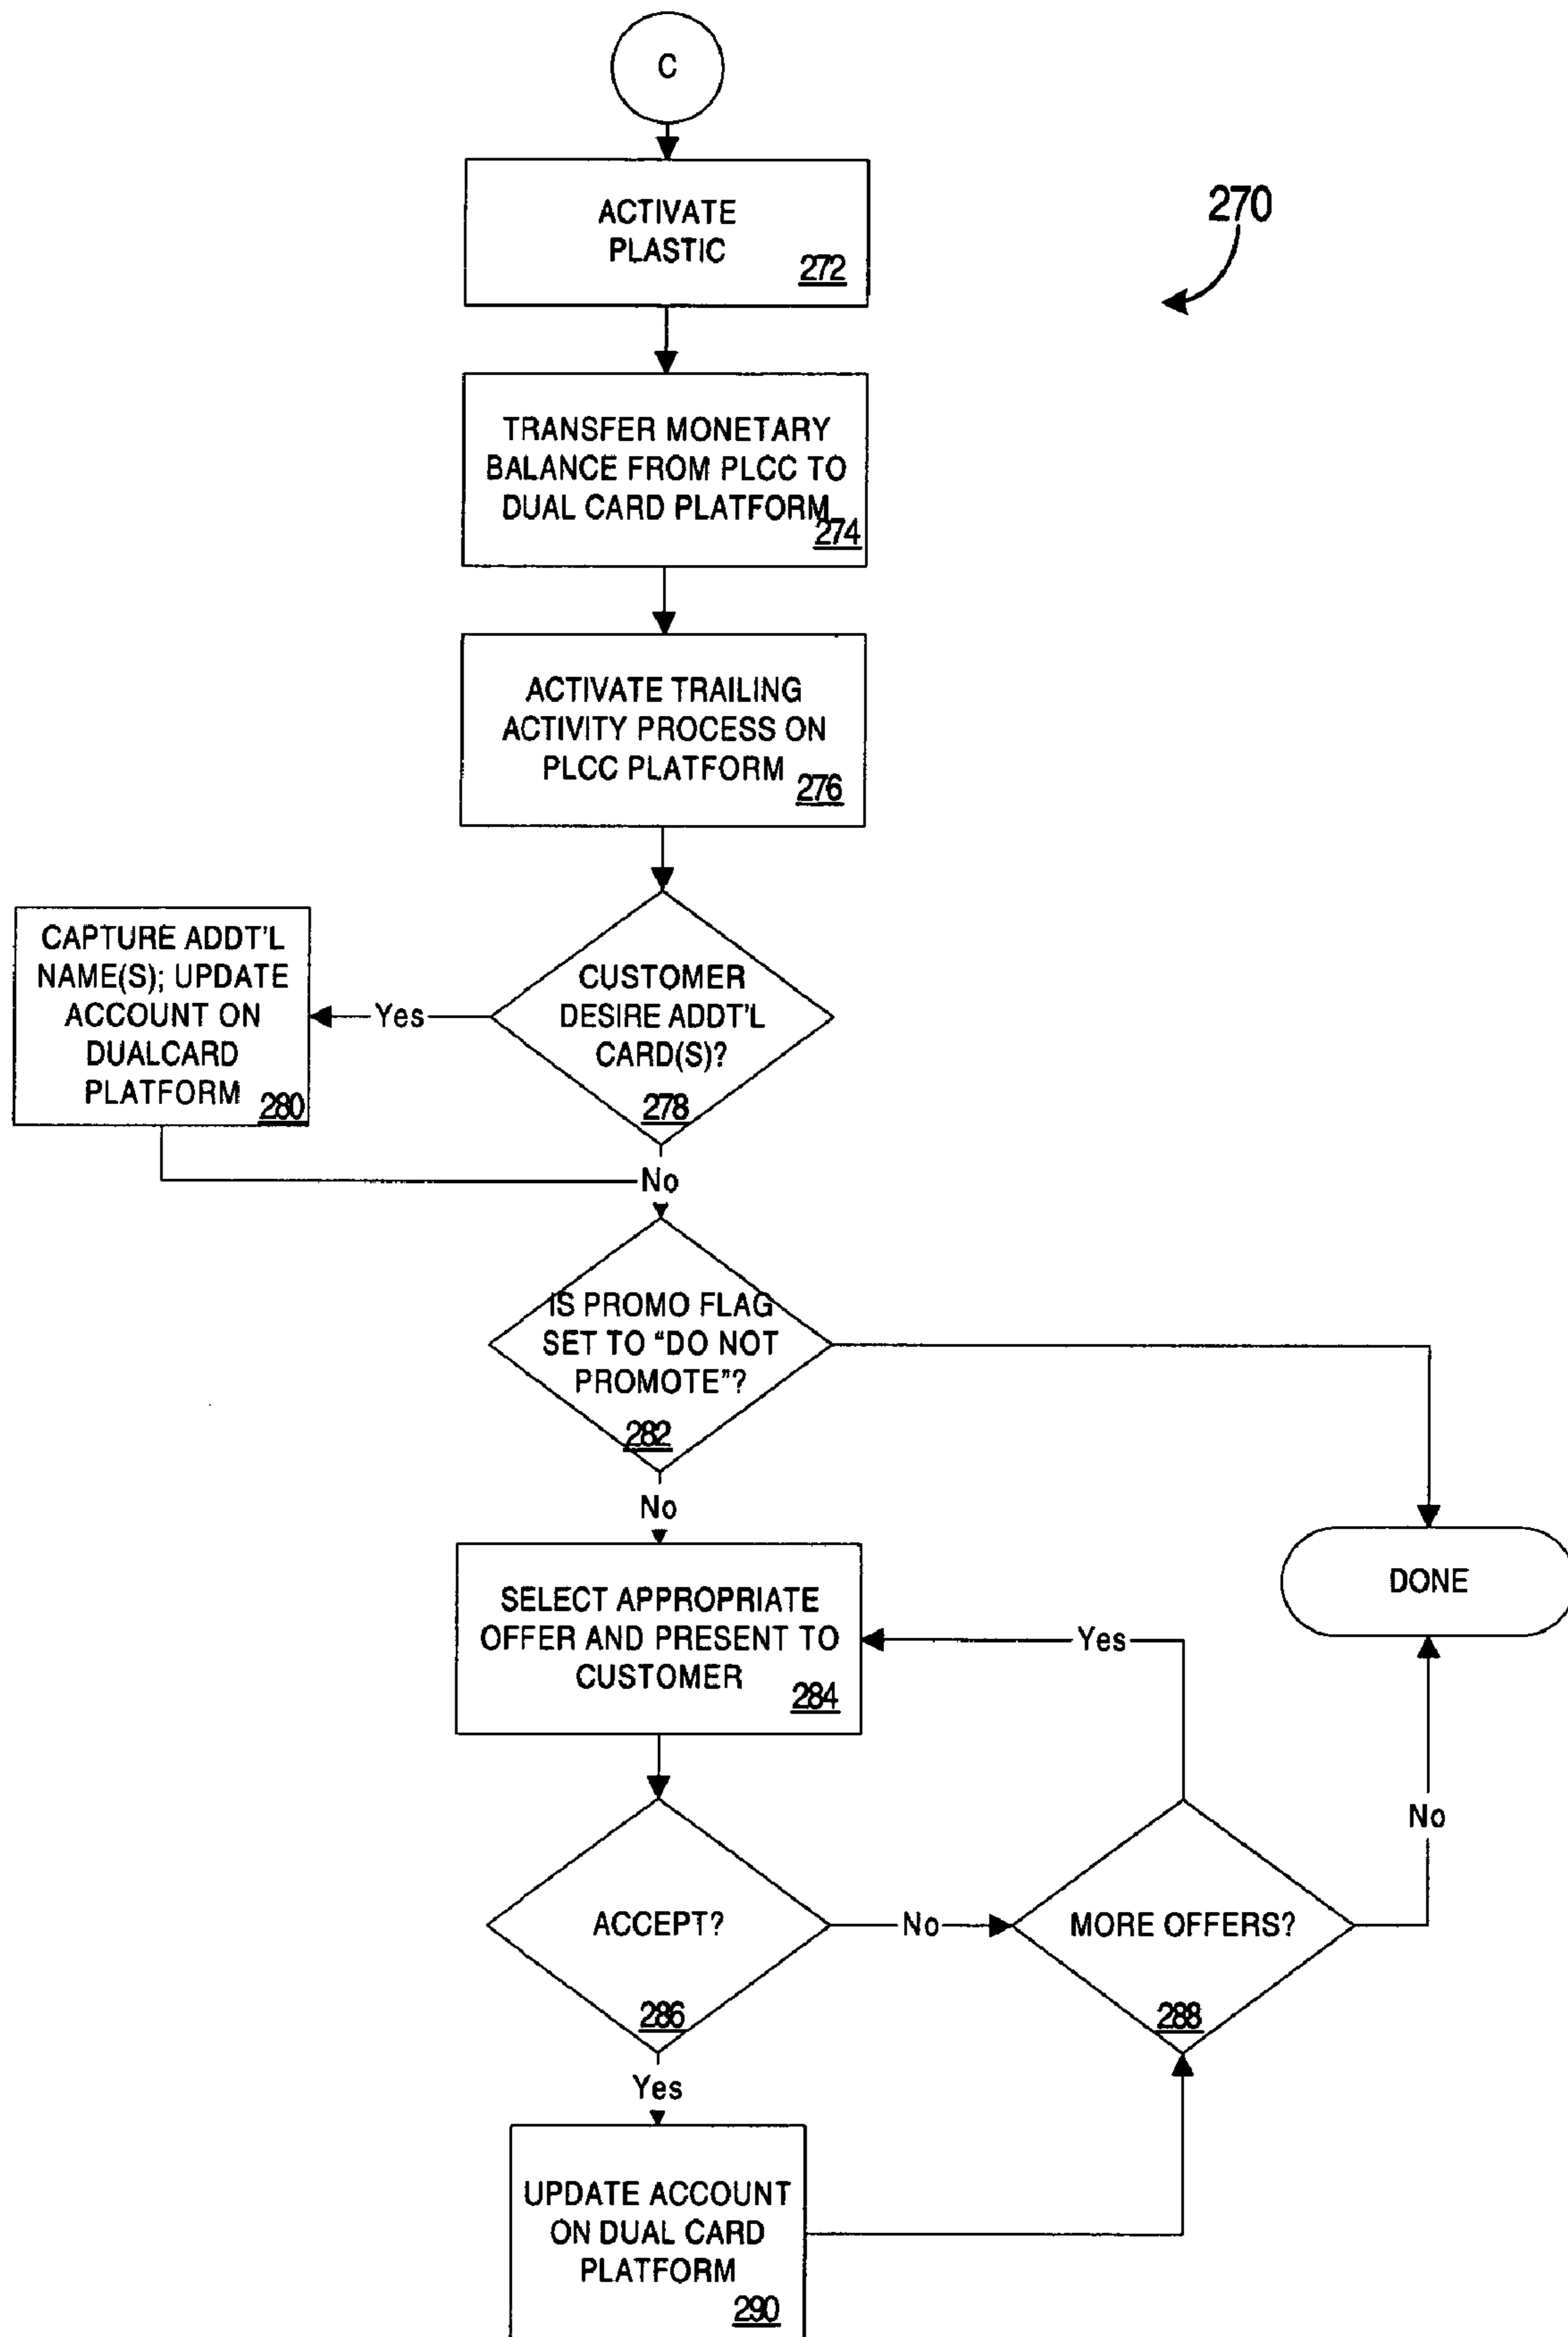 C
ACTIVATE
PLASTIC
272
270
TRANSFER MONETARY
BALANCE FROM PLCC TO
DUAL CARD PLATFORM
274
ACTIVATE TRAILING
ACTIVITY PROCESS ON
PLCC PLATFORM
276
CUSTOMER
DESIRE ADDT'L
CARD(S)?
278
Yes
CAPTURE ADDT'L
NAME(S); UPDATE
ACCOUNT ON
DUALCARD
PLATFORM
280
No
IS PROMO FLAG
SET TO "DO NOT
PROMOTE"?
282
No
DONE
SELECT APPROPRIATE
OFFER AND PRESENT TO
CUSTOMER
284
Yes
No
ACCEPT?
286
No
MORE OFFERS?
288
Yes
UPDATE ACCOUNT
ON DUAL CARD
PLATFORM
290